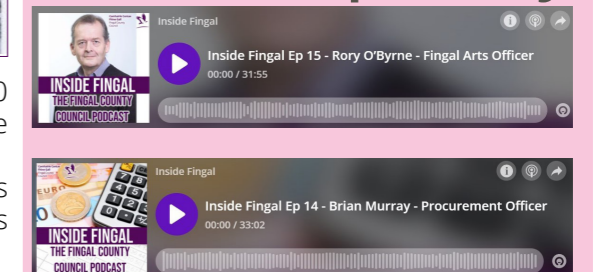 Inside Fingal
Inside Fingal Ep 15 - Rory O'Byrne - Fingal Arts Officer
00:00 / 31:55
INSIDE FINGAL
THE FINGAL COUNTY
COUNCIL PODCAST
Inside Fingal
Inside Fingal Ep 14 - Brian Murray - Procurement Officer
00:00 / 33:02
INSIDE FINGAL
THE FINGAL COUNTY
COUNCIL PODCAST